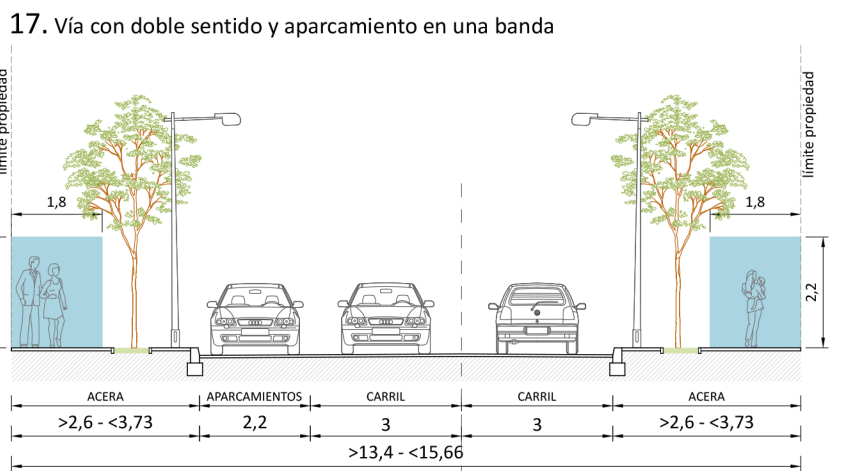 17. Vía con doble sentido y aparcamiento en una banda
límite propiedad
límite propiedad
1,8
1,8
2,2
ACERA APARCAMIENTOS CARRIL CARRIL ACERA
>2,6 - <3,73 2,2 3 3 >2,6 - <3,73
>13,4 - <15,66